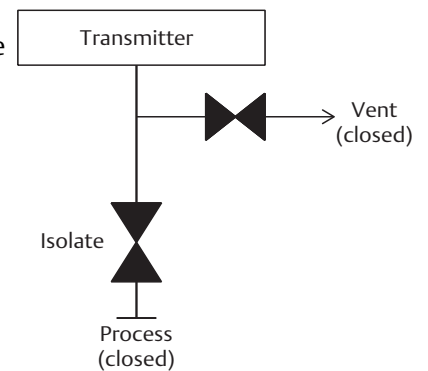 Transmitter
e
Vent
(closed)
Isolate
Process
(closed)